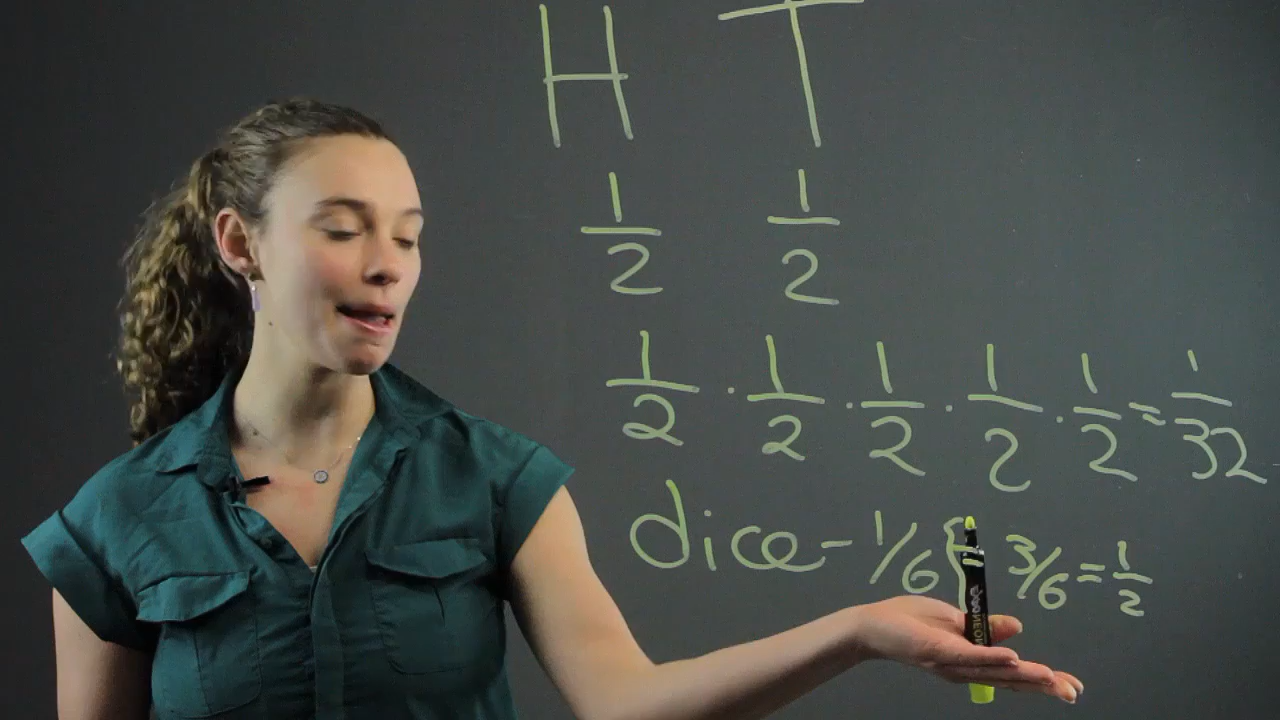 H T
1/2 1/2
1/2 · 1/2 · 1/2 · 1/2 · 1/2 = 1/32
dice - 1/6 { 3/6 = 1/2
NEON